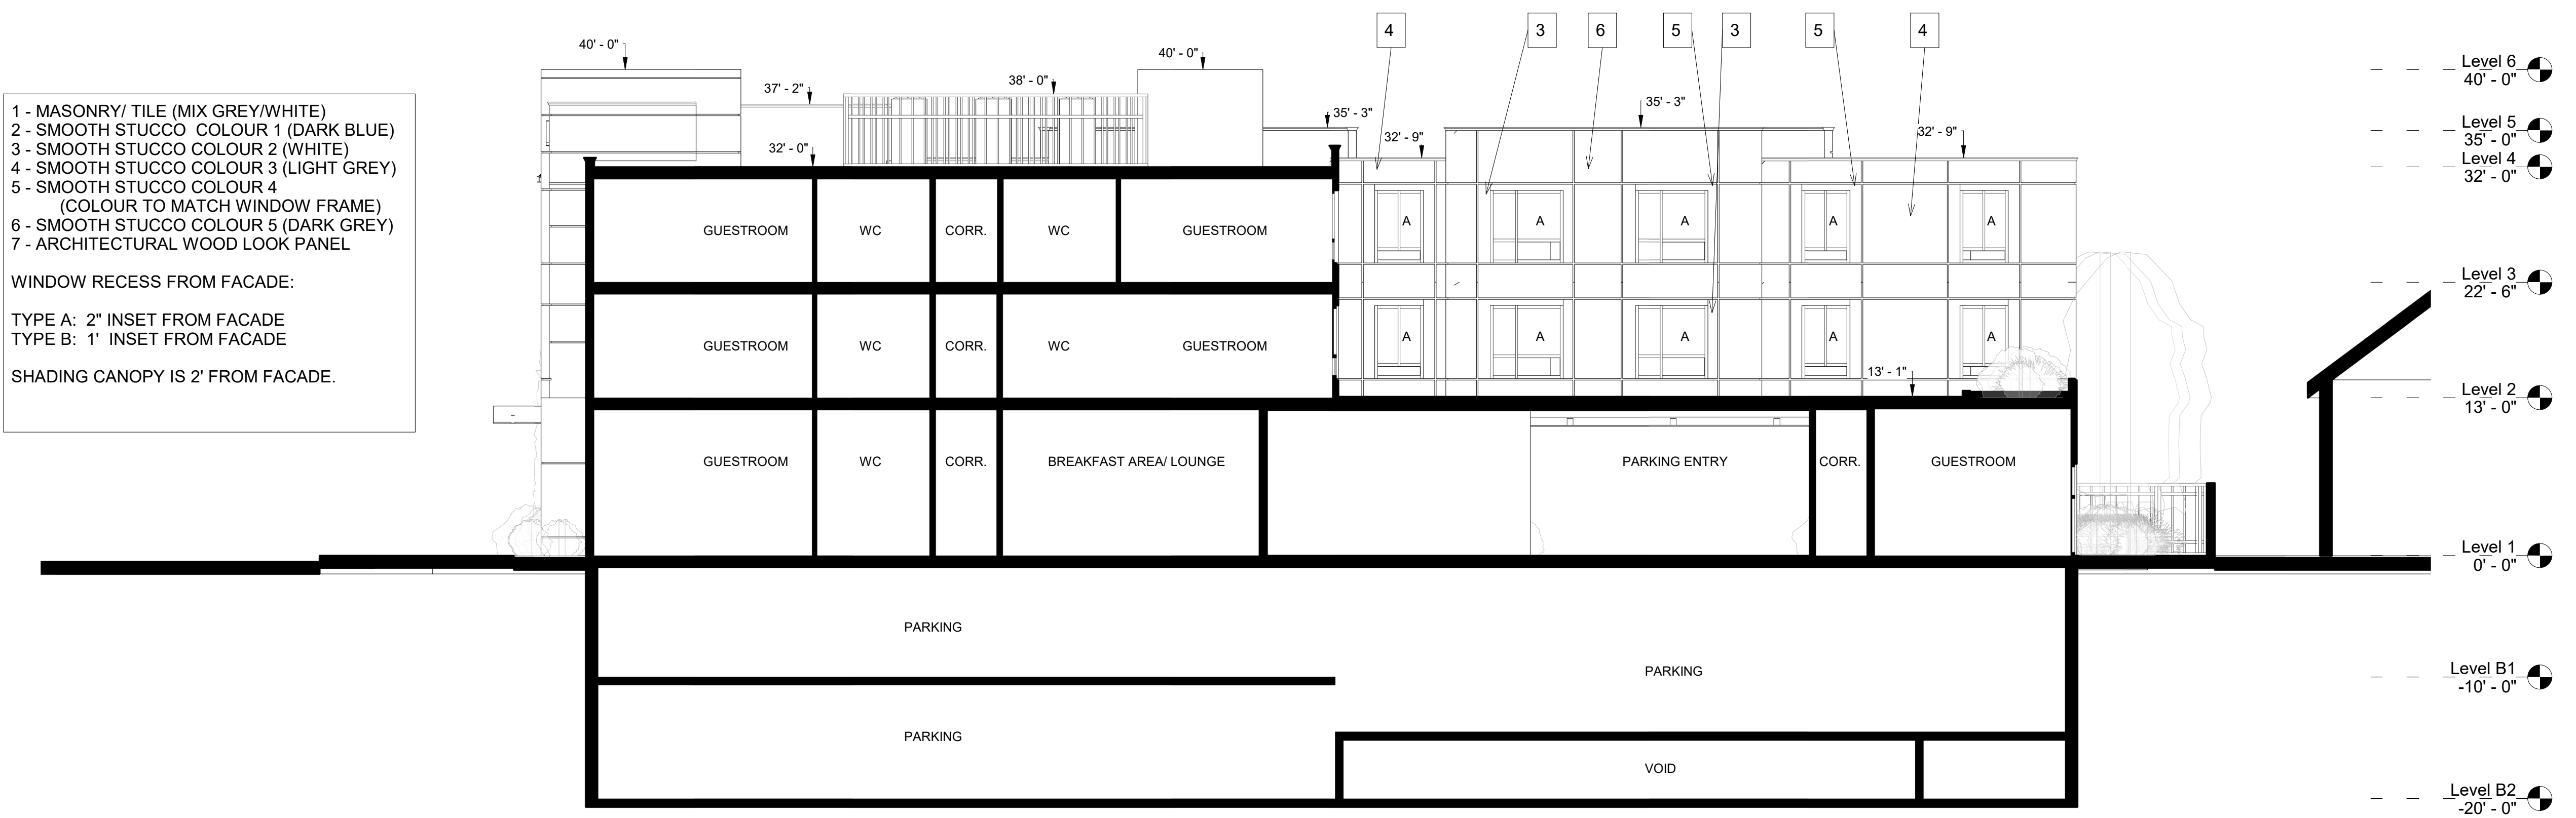 4
3
6
5
3
5
4
40' - 0"
40' - 0"
37' - 2"
38' - 0"
35' - 3"
35' - 3"
32' - 9"
32' - 9"
32' - 0"
Level 6
40' - 0"
Level 5
35' - 0"
Level 4
32' - 0"
Level 3
22' - 6"
Level 2
13' - 0"
Level 1
0' - 0"
Level B1
-10' - 0"
Level B2
-20' - 0"
1 - MASONRY/ TILE (MIX GREY/WHITE)
2 - SMOOTH STUCCO  COLOUR 1 (DARK BLUE)
3 - SMOOTH STUCCO COLOUR 2 (WHITE)
4 - SMOOTH STUCCO COLOUR 3 (LIGHT GREY)
5 - SMOOTH STUCCO COLOUR 4
(COLOUR TO MATCH WINDOW FRAME)
6 - SMOOTH STUCCO COLOUR 5 (DARK GREY)
7 - ARCHITECTURAL WOOD LOOK PANEL
WINDOW RECESS FROM FACADE:
TYPE A:  2" INSET FROM FACADE
TYPE B:  1'  INSET FROM FACADE
SHADING CANOPY IS 2' FROM FACADE.
GUESTROOM
WC
CORR.
WC
GUESTROOM
A
A
A
A
A
GUESTROOM
WC
CORR.
WC
GUESTROOM
A
A
A
A
A
13' - 1"
GUESTROOM
WC
CORR.
BREAKFAST AREA/ LOUNGE
PARKING ENTRY
CORR.
GUESTROOM
PARKING
PARKING
PARKING
VOID